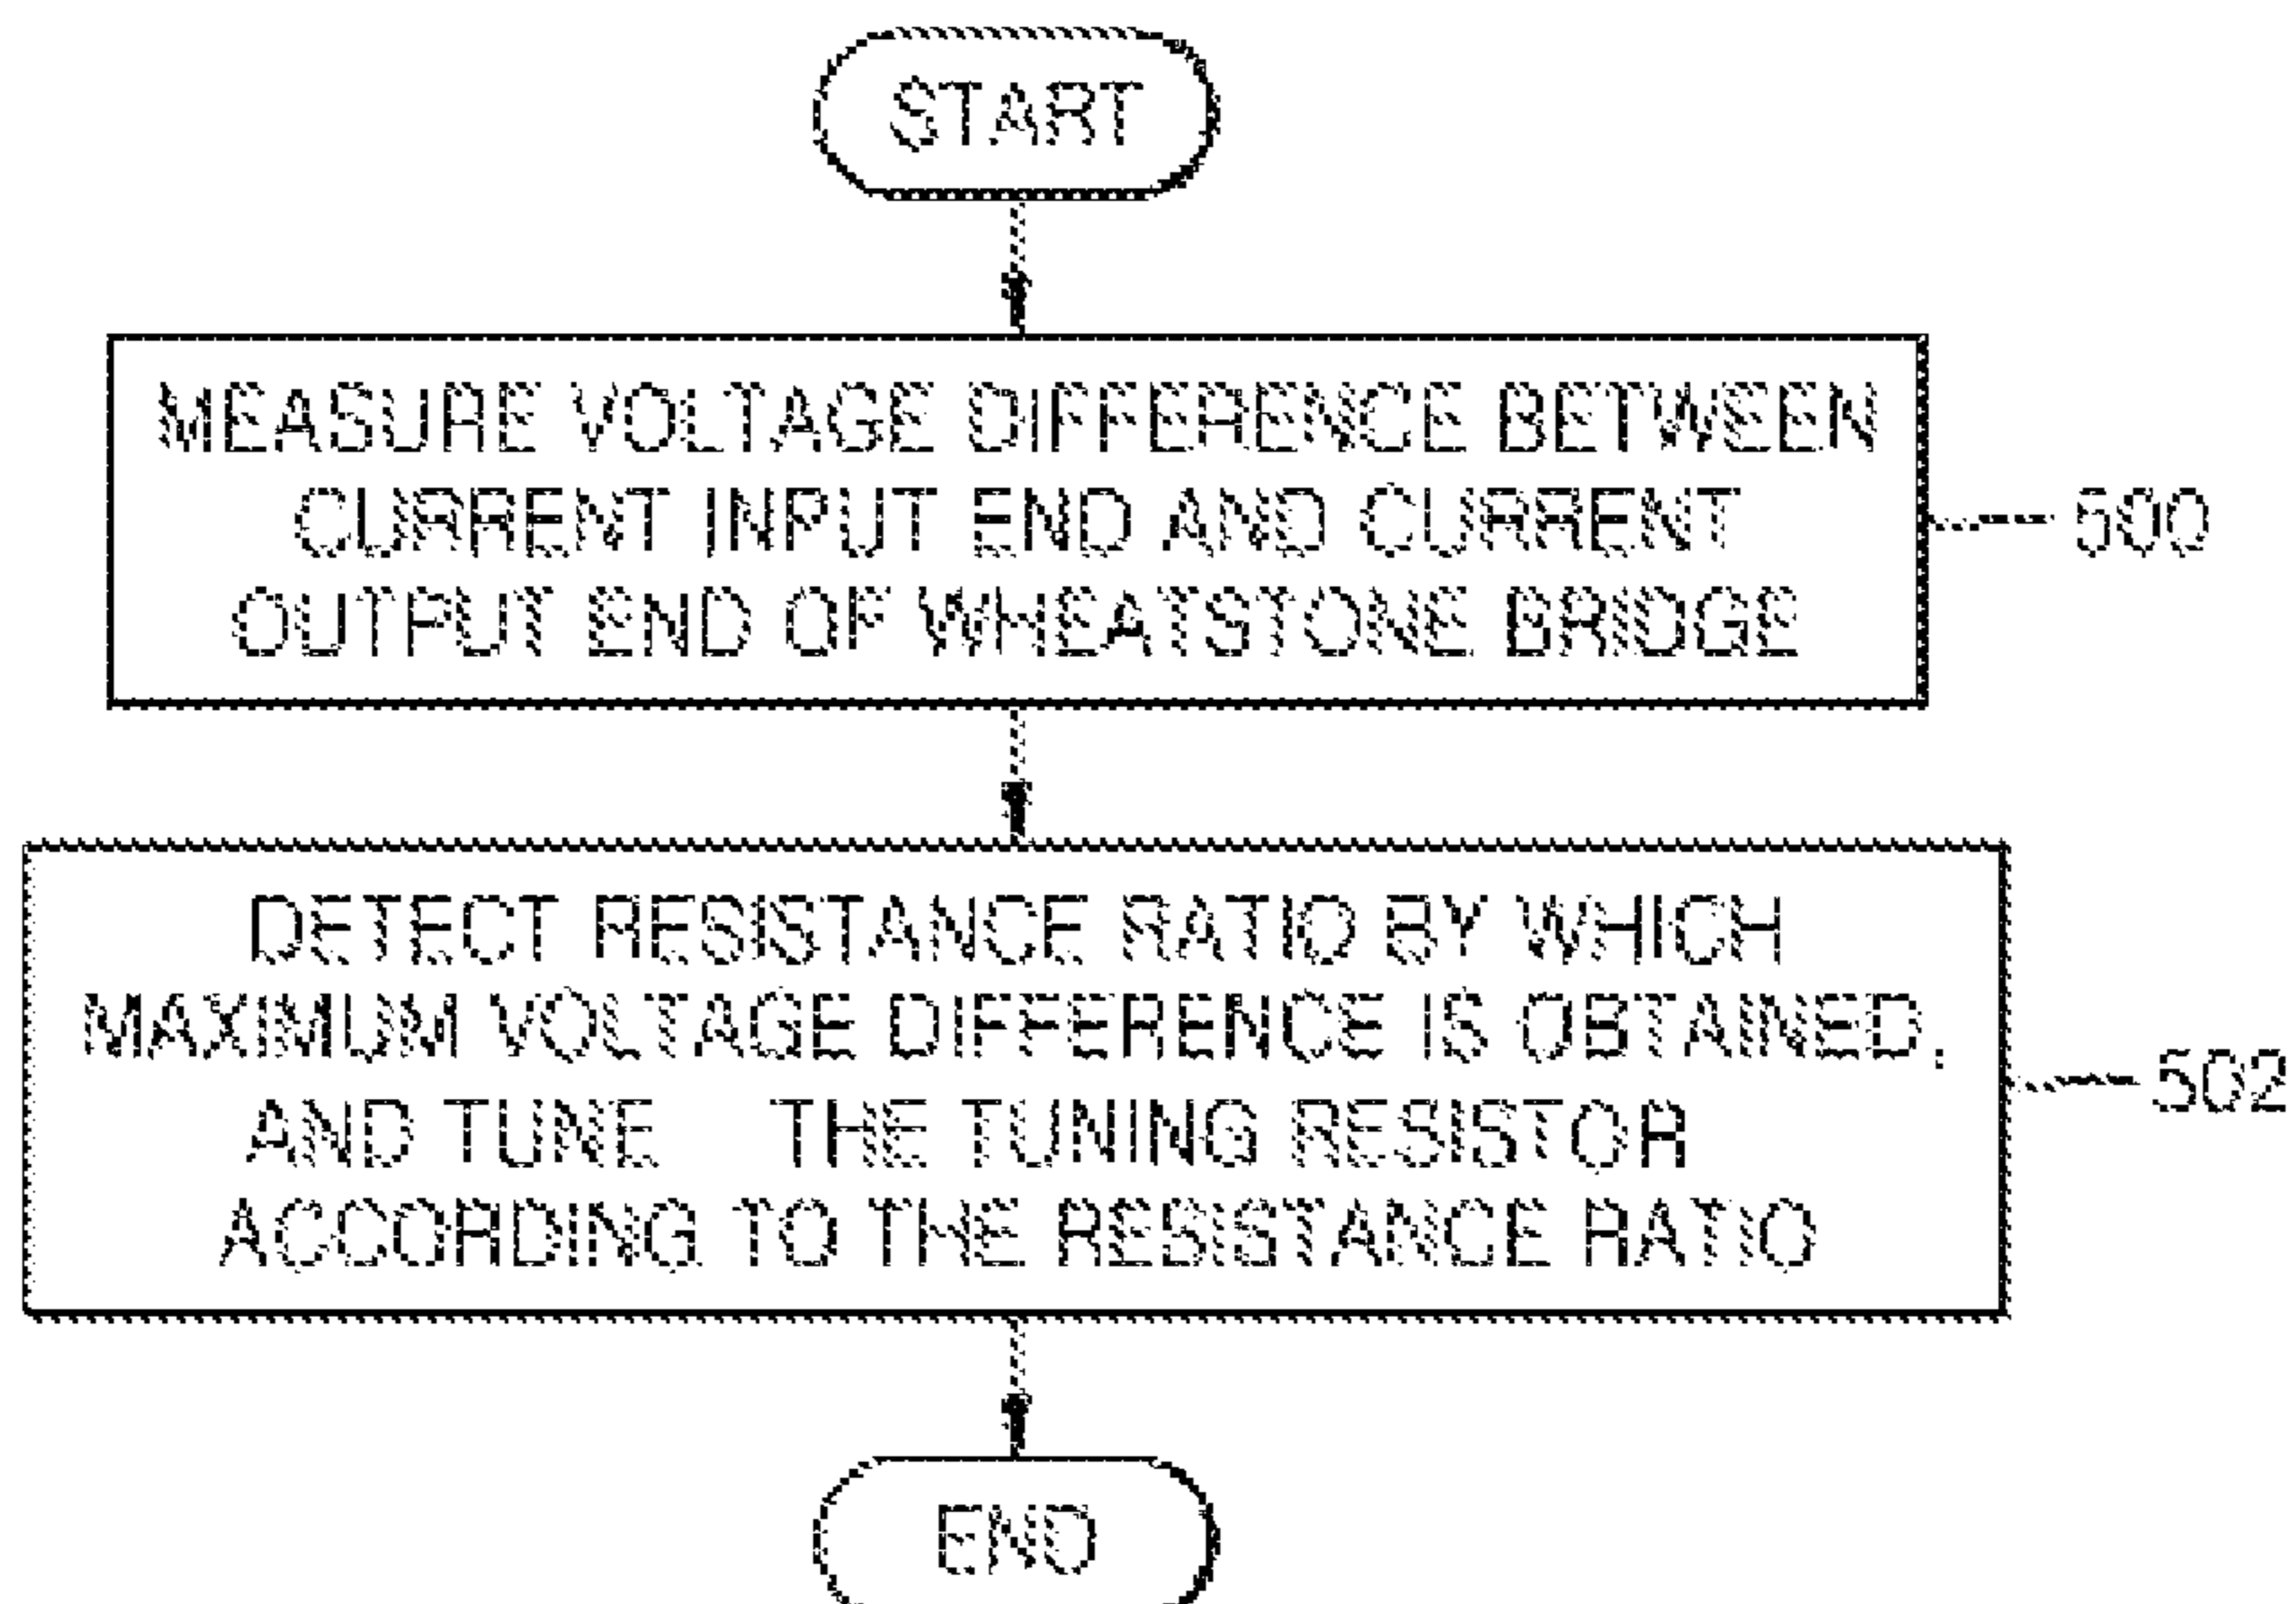 START
MEASURE VOLTAGE DIFFERENCE BETWEEN
CURRENT INPUT END AND CURRENT
OUTPUT END OF WHEATSTONE BRIDGE
500
DETECT RESISTANCE RATIO BY WHICH
MAXIMUM VOLTAGE DIFFERENCE IS OBTAINED,
AND TUNE THE TUNING RESISTOR
ACCORDING TO THE RESISTANCE RATIO
502
END